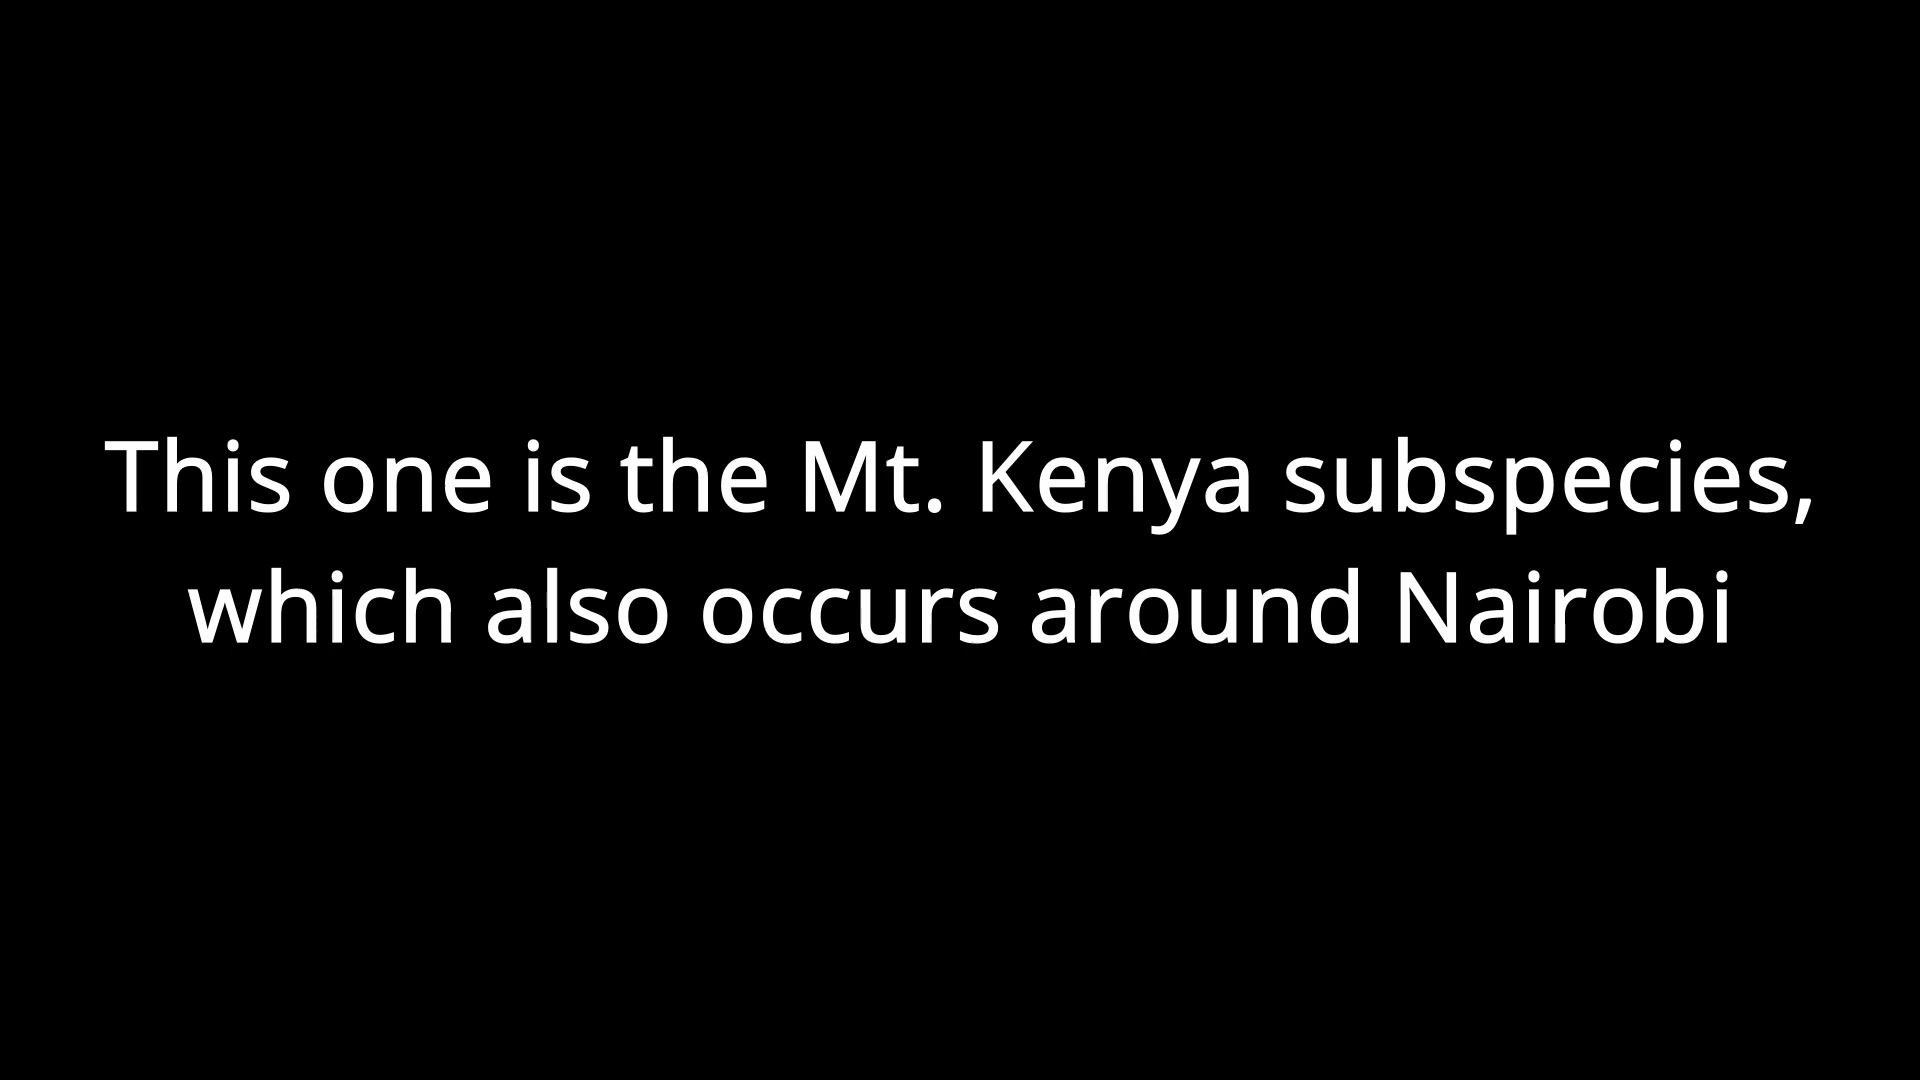 This one is the Mt. Kenya subspecies,
which also occurs around Nairobi